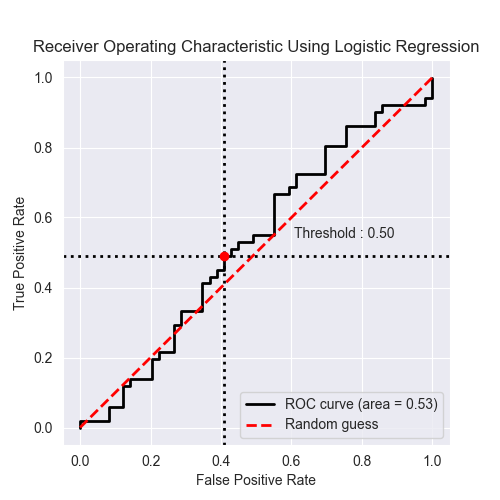 Receiver Operating Characteristic Using Logistic Regression
True Positive Rate
1.0
0.8
0.6
0.4
0.2
0.0
Threshold : 0.50
ROC curve (area = 0.53)
Random guess
0.0 0.2 0.4 0.6 0.8 1.0
False Positive Rate